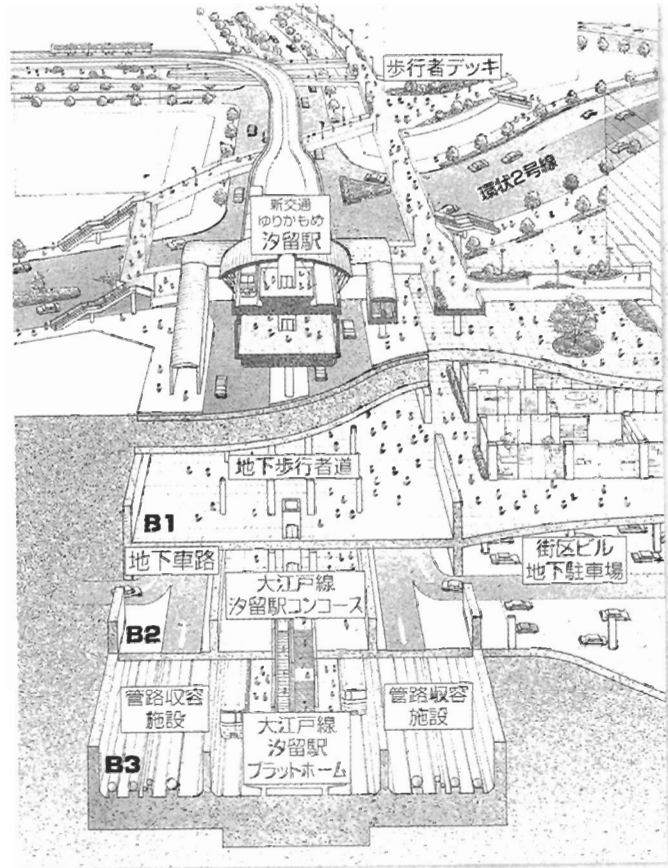 歩行者デッキ
環状2号線
新交通
ゆりかもめ
汐留駅
地下歩行者道
B1
地下車路
街区ビル
地下駐車場
大江戸線
汐留駅コンコース
B2
管路収容
施設
管路収容
施設
大江戸線
汐留駅
プラットホーム
B3